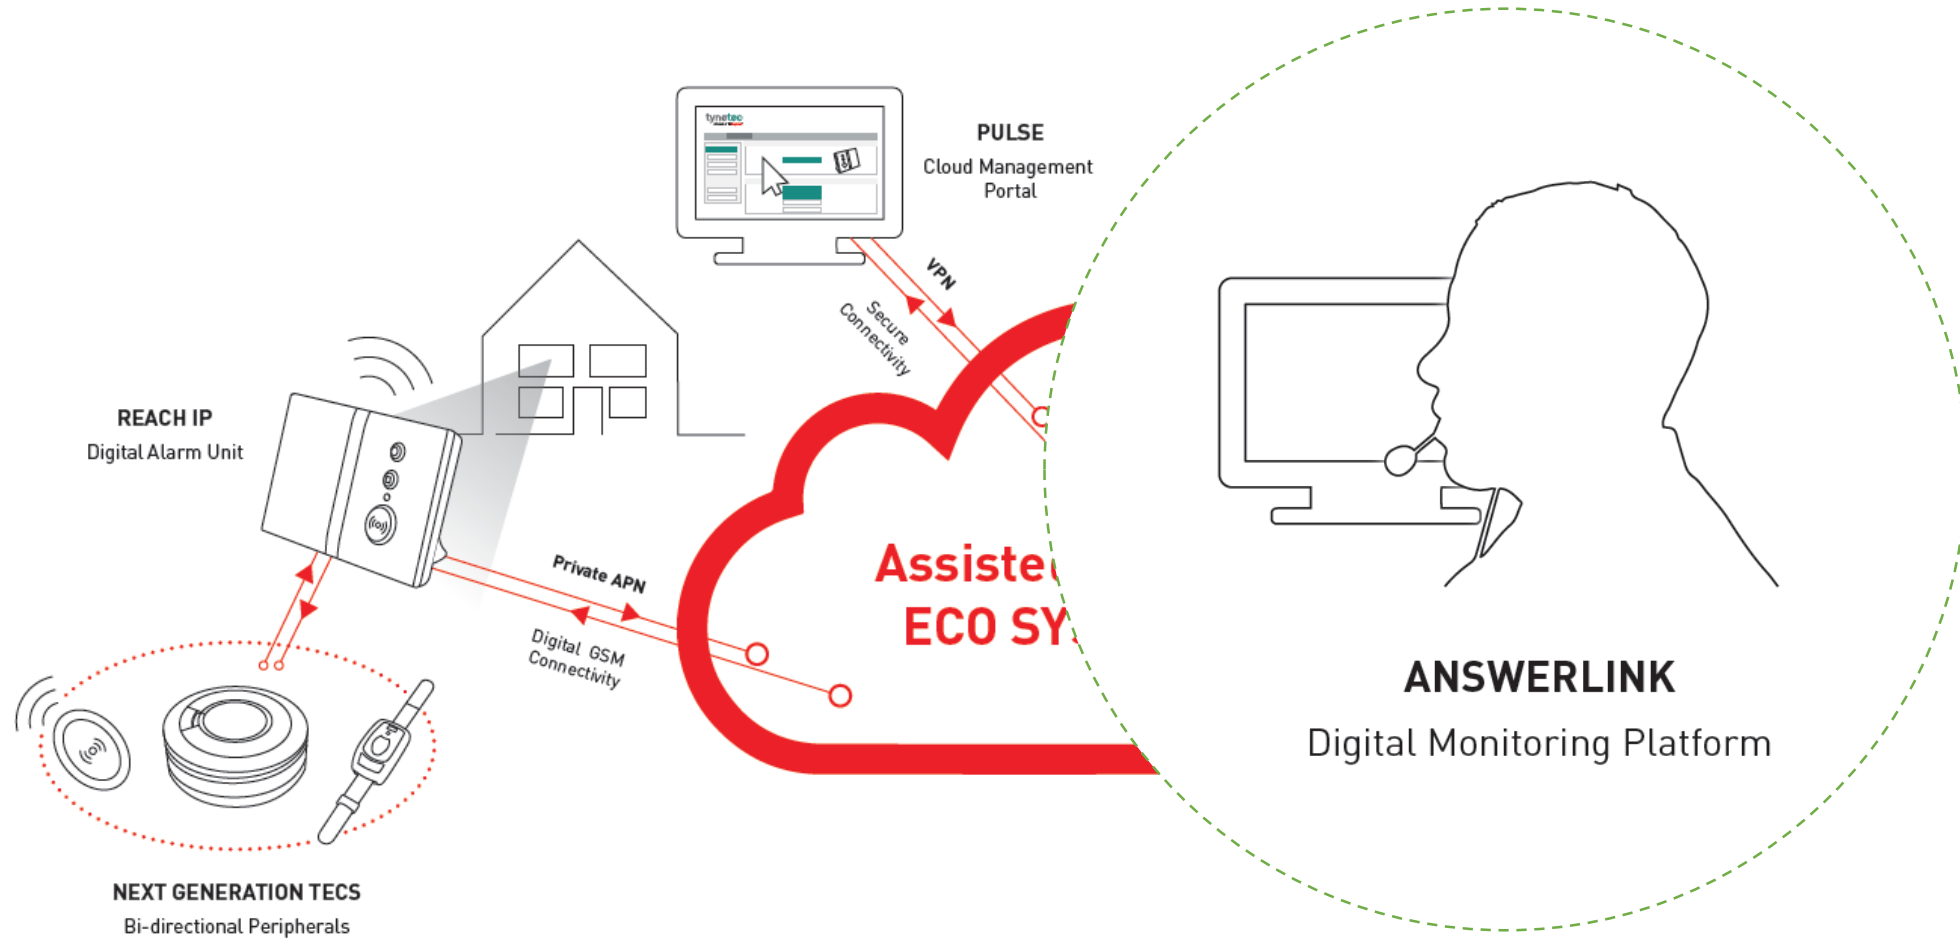 tynetec
PULSE
Cloud Management
Portal
VPN
Secure
Connectivity
REACH IP
Digital Alarm Unit
Private APN
Digital GSM
Connectivity
Assiste
ECO SY
ANSWERLINK
Digital Monitoring Platform
NEXT GENERATION TECS
Bi-directional Peripherals